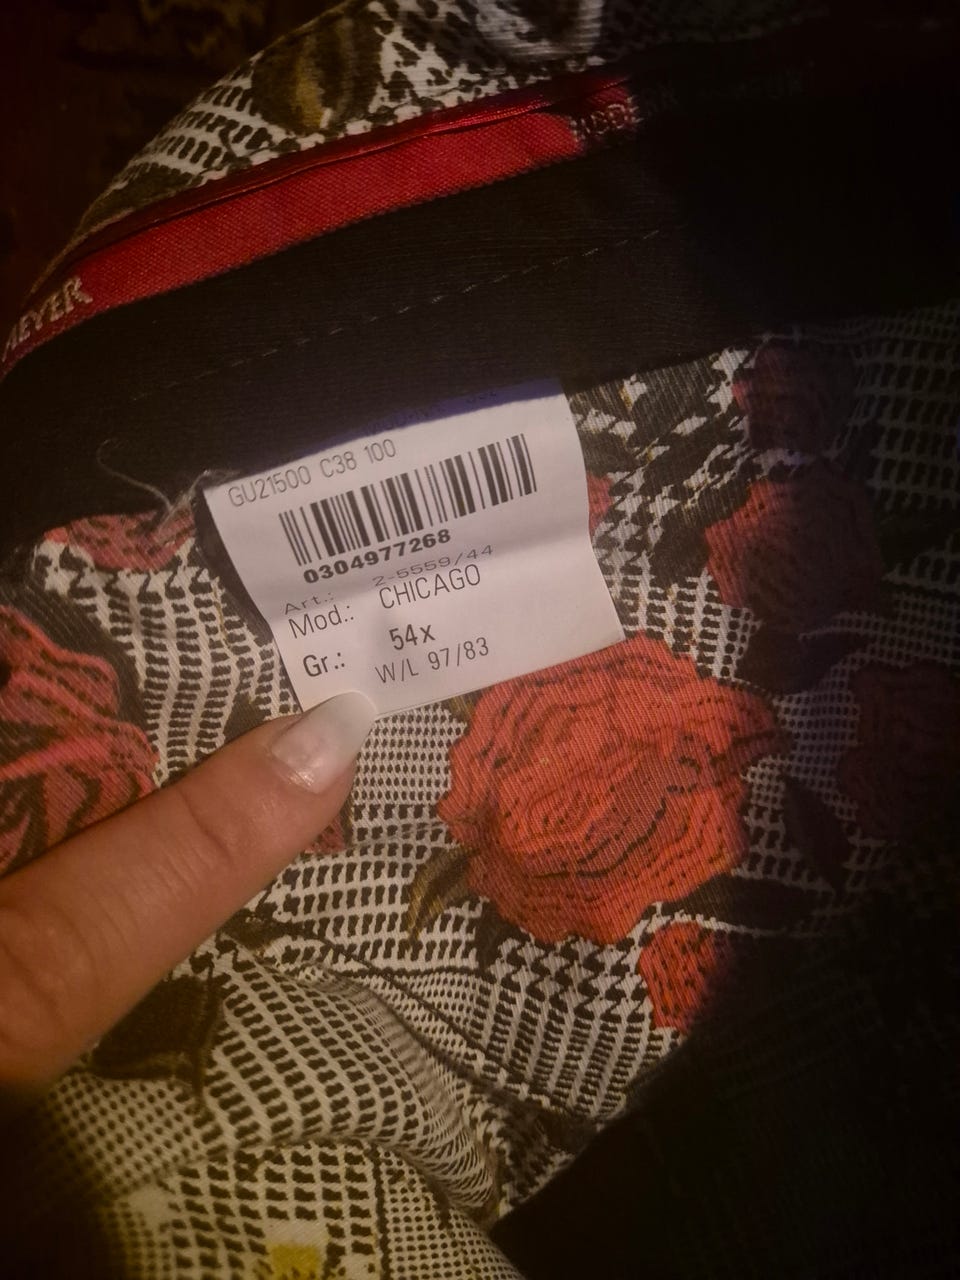 MEYER
GU21500 C38 100
0304977268
Art.: 2-5559/44
Mod.: CHICAGO
Gr.: 54x
W/L 97/83